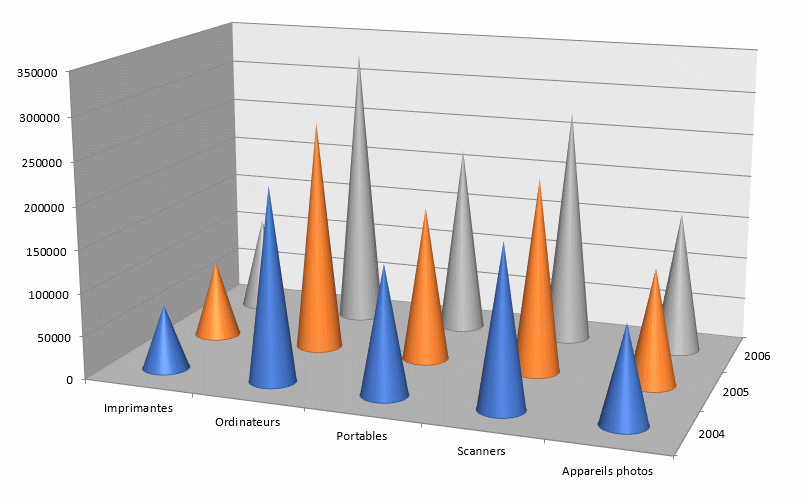 350000
300000
250000
200000
150000
100000
50000
0
Imprimantes
Ordinateurs
Portables
Scanners
Appareils photos
2004
2005
2006